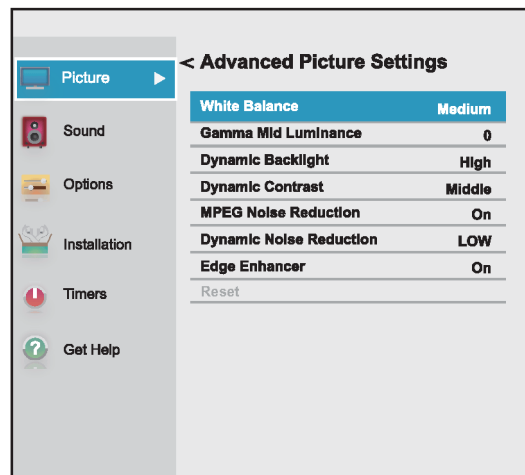 Picture
Sound
Options
Installation
Timers
Get Help
< Advanced Picture Settings
White Balance Medium
Gamma Mid Luminance 0
Dynamic Backlight High
Dynamic Contrast Middle
MPEG Noise Reduction On
Dynamic Noise Reduction LOW
Edge Enhancer On
Reset